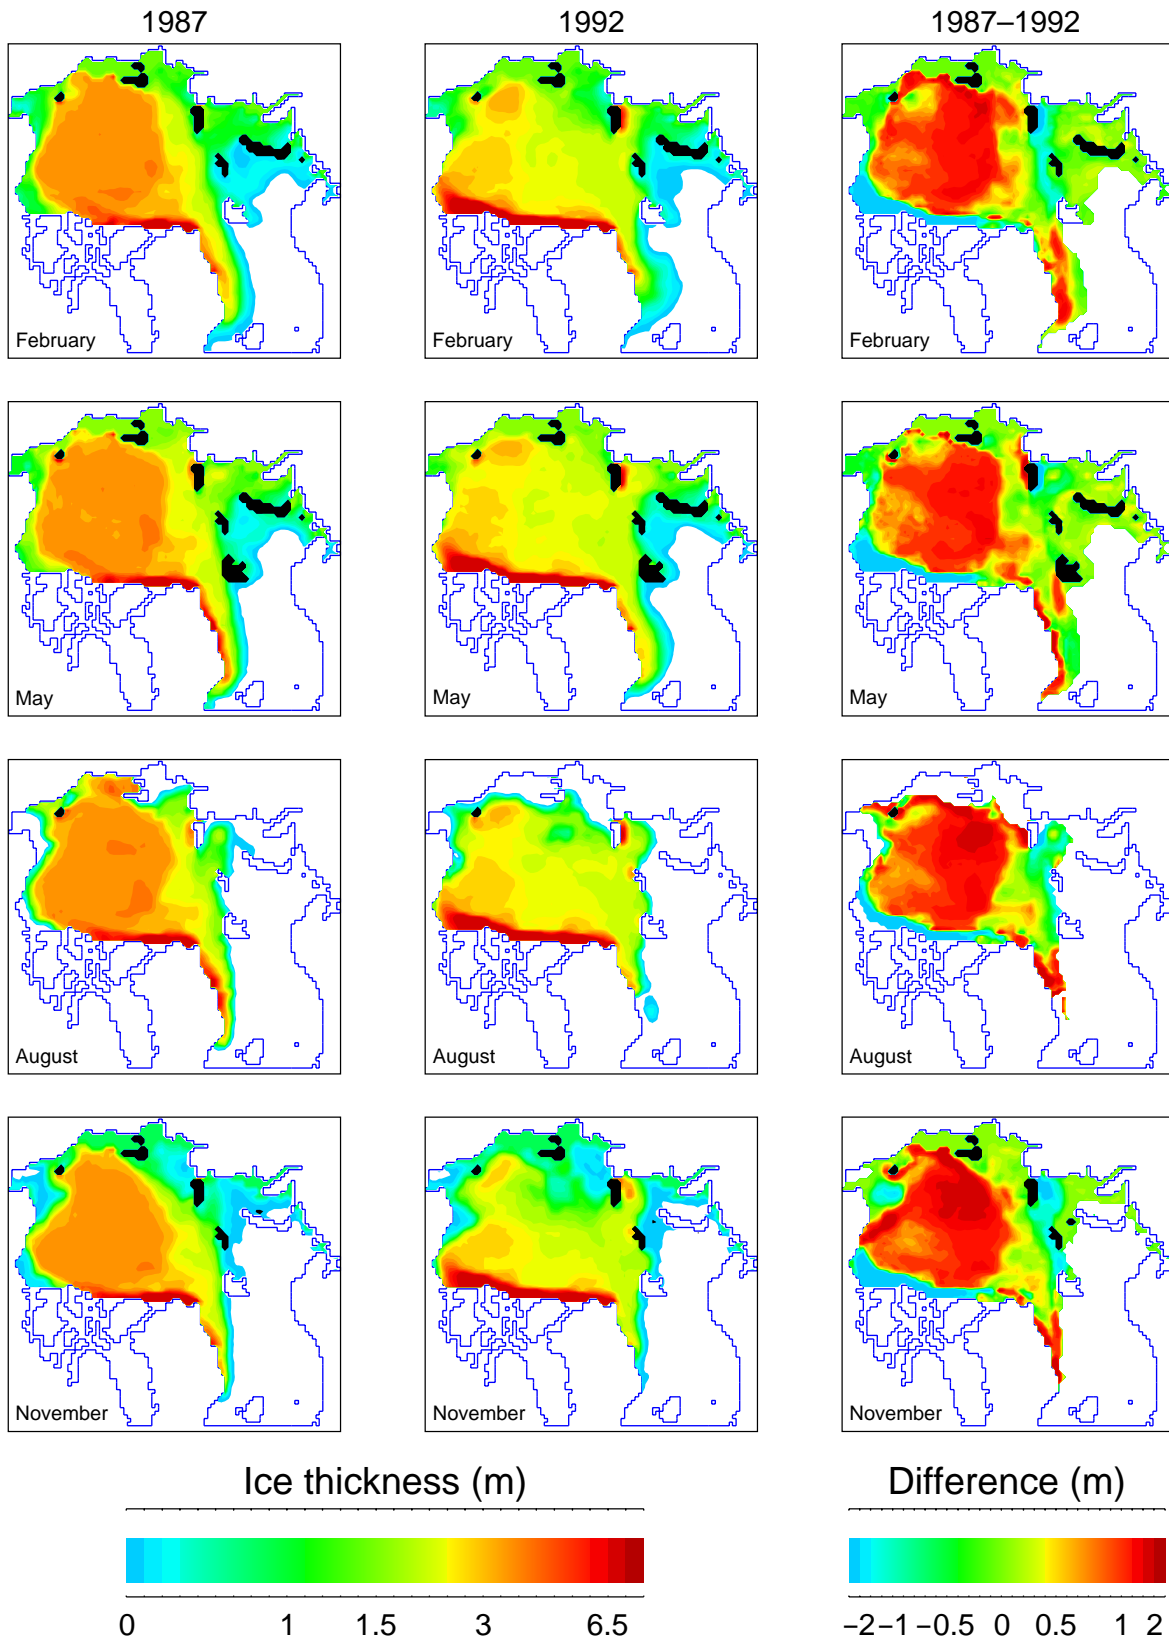 1987 1992 1987–1992
February February February
May May May
August August August
November November November
Ice thickness (m) Difference (m)
0 1 1.5 3 6.5 −2 −1 −0.5 0 0.5 1 2